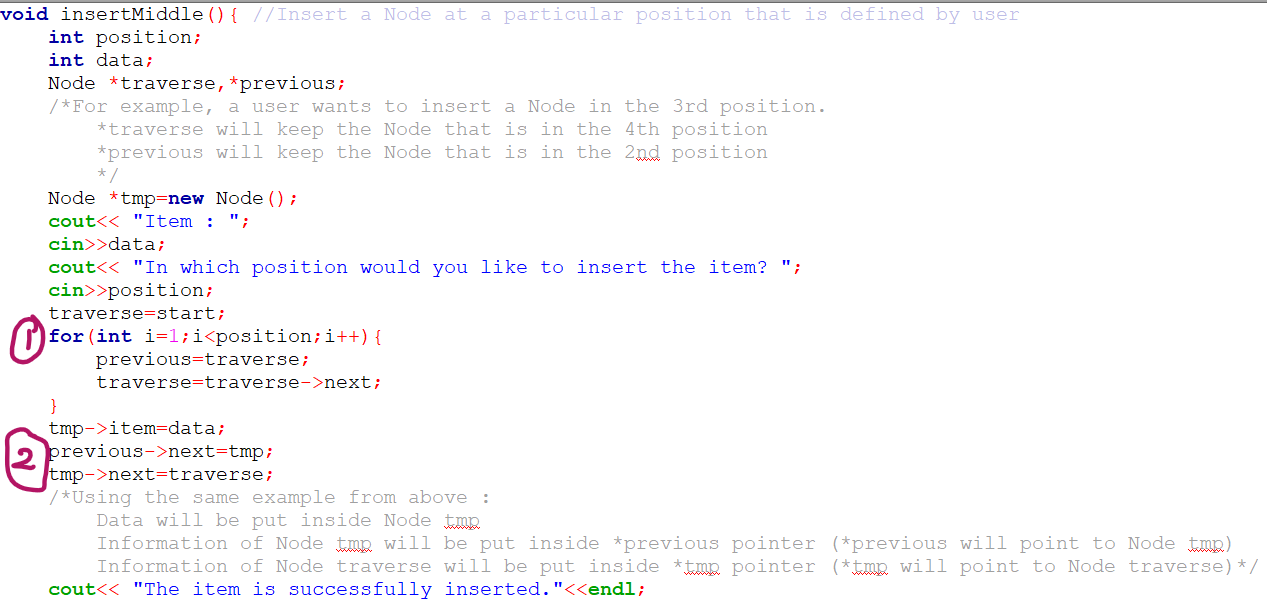 void insertMiddle(){ //Insert a Node at a particular position that is defined by user
    int position;
    int data;
    Node *traverse,*previous;
    /*For example, a user wants to insert a Node in the 3rd position.
        *traverse will keep the Node that is in the 4th position
        *previous will keep the Node that is in the 2nd position
        */
    Node *tmp=new Node();
    cout<< "Item : ";
    cin>>data;
    cout<< "In which position would you like to insert the item? ";
    cin>>position;
    traverse=start;
1 for(int i=1;i<position;i++){
        previous=traverse;
        traverse=traverse->next;
    }
    tmp->item=data;
2 previous->next=tmp;
    tmp->next=traverse;
    /*Using the same example from above :
        Data will be put inside Node tmp
        Information of Node tmp will be put inside *previous pointer (*previous will point to Node tmp)
        Information of Node traverse will be put inside *tmp pointer (*tmp will point to Node traverse)*/
    cout<< "The item is successfully inserted."<<endl;